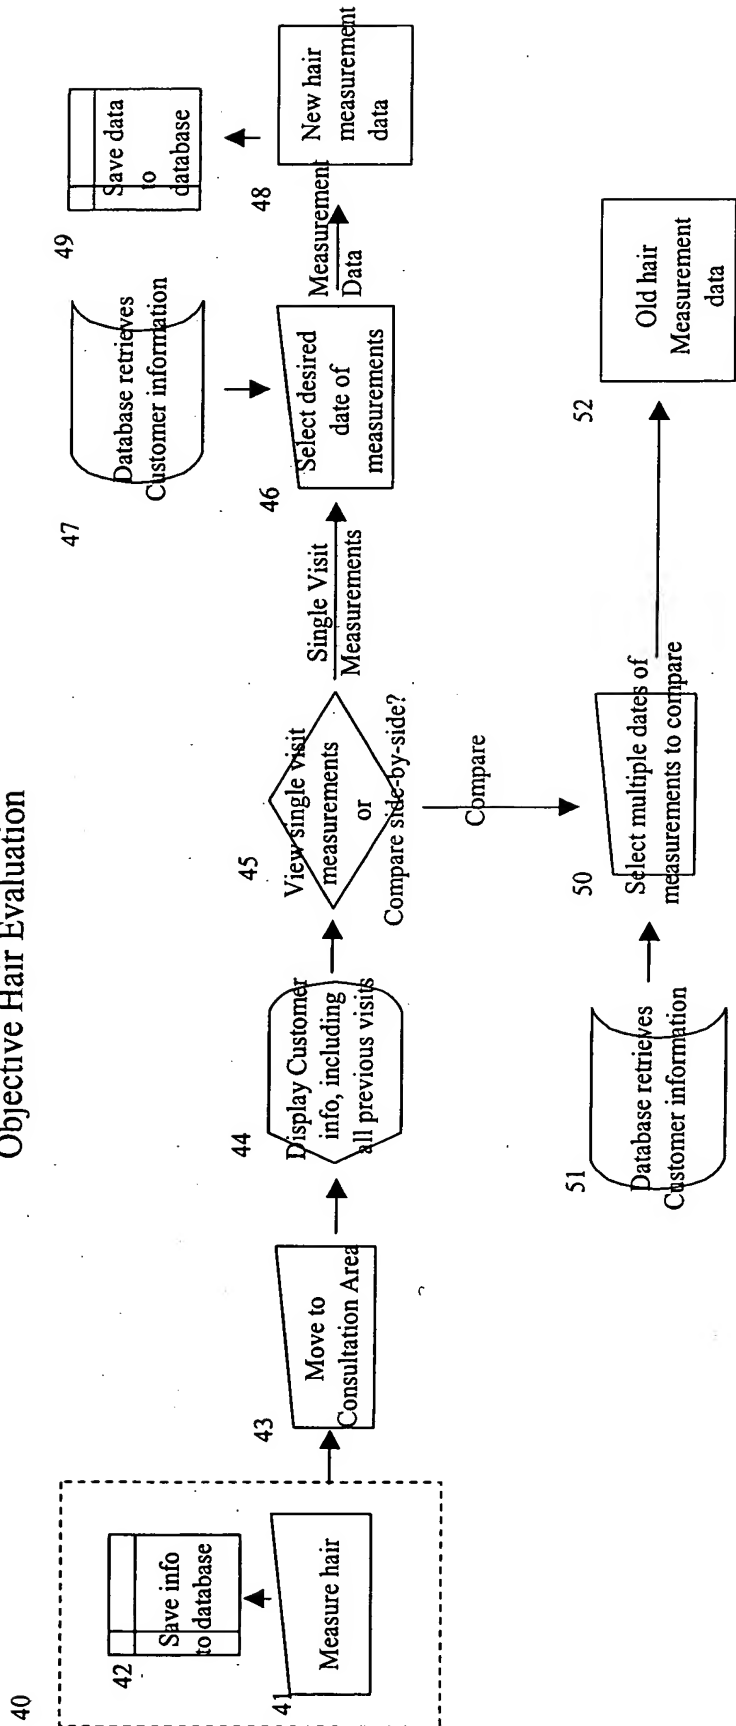 Objective Hair Evaluation
40
42
Save info
to database
41
Measure hair
43
Move to
Consultation Area
44
Display Customer
info, including
all previous visits
45
View single visit
measurements
or
Compare side-by-side?
Single Visit
Measurements
Compare
47
Database retrieves
Customer information
46
Select desired
date of
measurements
Measurement
Data
49
Save data
to
database
48
New hair
measurement
data
51
Database retrieves
Customer information
50
Select multiple dates of
measurements to compare
52
Old hair
Measurement
data